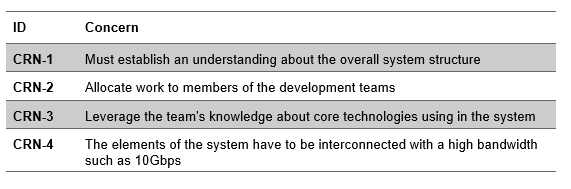 ID Concern
CRN-1 Must establish an understanding about the overall system structure
CRN-2 Allocate work to members of the development teams
CRN-3 Leverage the team's knowledge about core technologies using in the system
CRN-4 The elements of the system have to be interconnected with a high bandwidth
such as 10Gbps